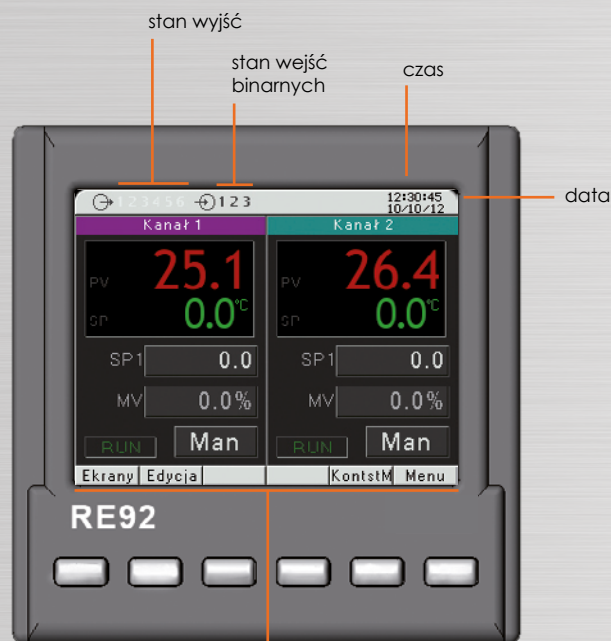 stan wyjść
stan wejść
binarnych
czas
data
123456 123
12:30:45
10/10/12
Kanał 1 Kanał 2
PV 25.1 PV 26.4
SP 0.0°C SP 0.0°C
SP1 0.0 SP1 0.0
MV 0.0% MV 0.0%
RUN Man RUN Man
Ekrany Edycja KontstM Menu
RE92